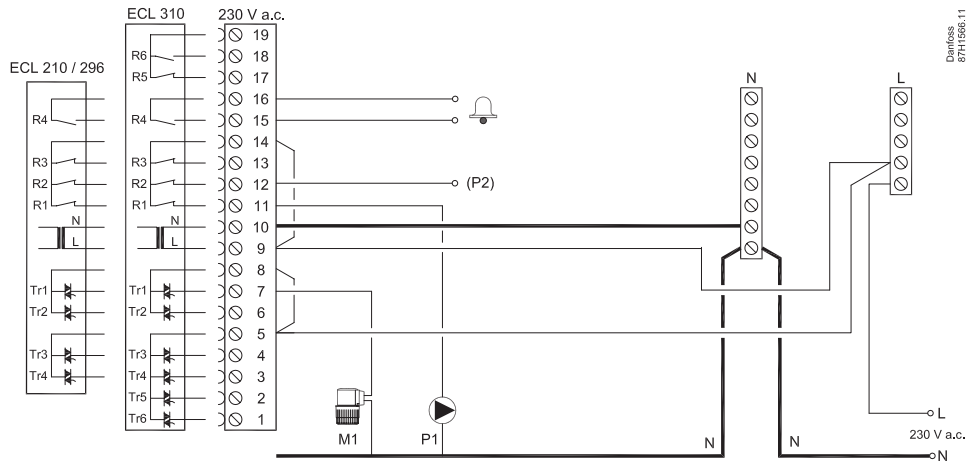 ECL 310
230 V a.c.
Danfoss
87H1566.11
ECL 210 / 296
19
R6
18
R5
17
N
L
16
R4
R4
15
14
R3
R3
13
R2
R2
12
(P2)
R1
R1
11
N
N
10
L
L
9
8
Tr1
Tr1
7
Tr2
Tr2
6
5
Tr3
Tr3
4
Tr4
Tr4
3
Tr5
2
Tr6
1
L
M1
P1
N
N
230 V a.c.
N